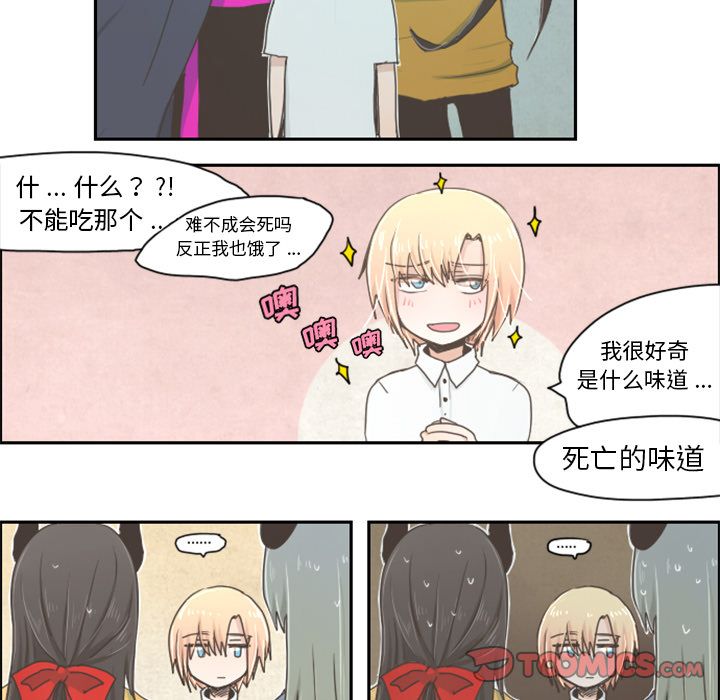 什 ... 什么？ ?!
不能吃那个 ...
难不成会死吗
反正我也饿了 ...
噢
噢
噢
我很好奇
是什么味道 ...
死亡的味道
......
......
TOOMICS.COM